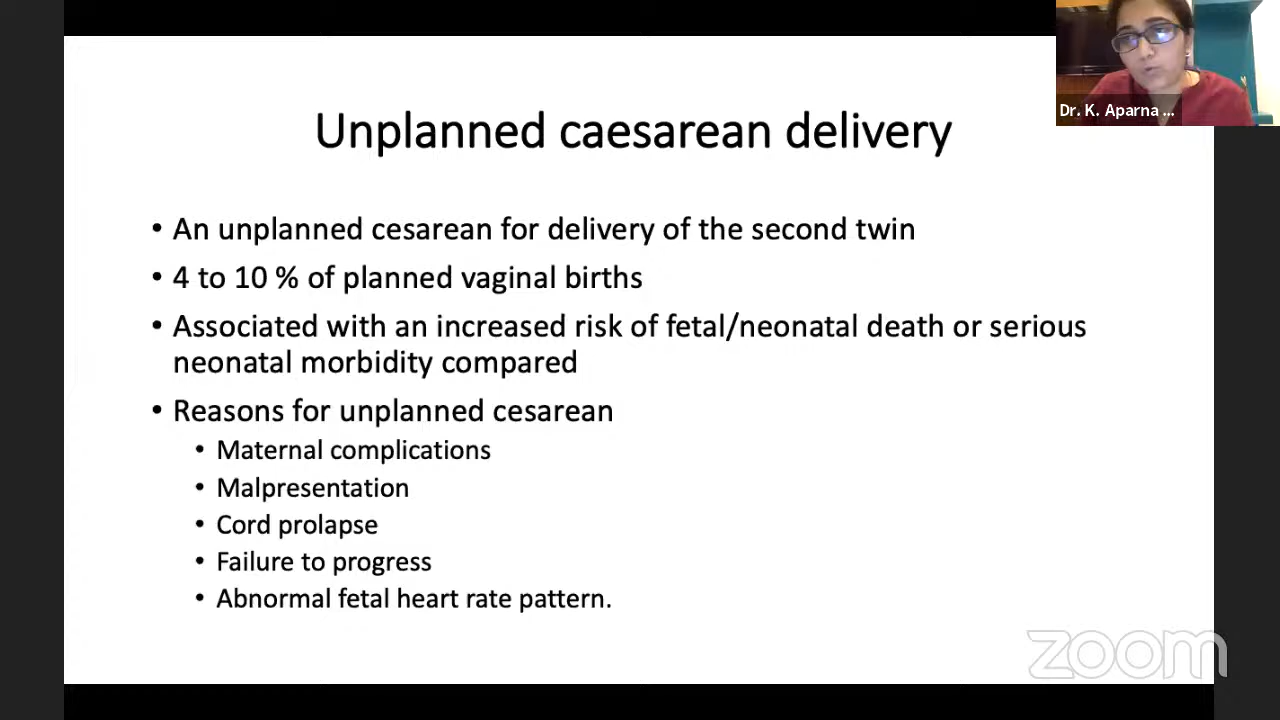 Dr. K. Aparna ...
Unplanned caesarean delivery
• An unplanned cesarean for delivery of the second twin
• 4 to 10 % of planned vaginal births
• Associated with an increased risk of fetal/neonatal death or serious
neonatal morbidity compared
• Reasons for unplanned cesarean
• Maternal complications
• Malpresentation
• Cord prolapse
• Failure to progress
• Abnormal fetal heart rate pattern.
zoom